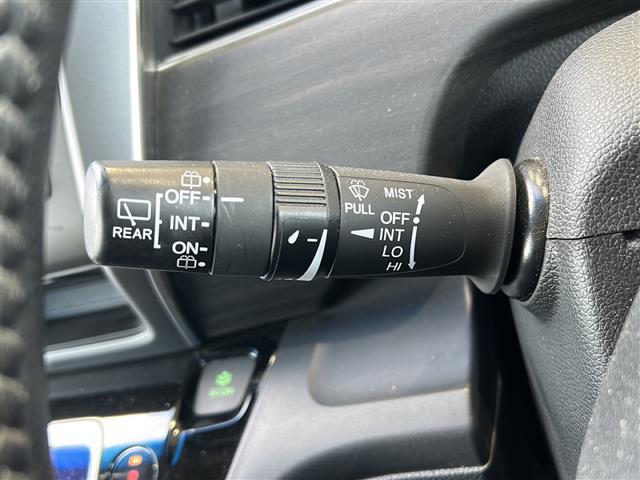 OFF
INT
ON
REAR
PULL
MIST
OFF
INT
LO
HI